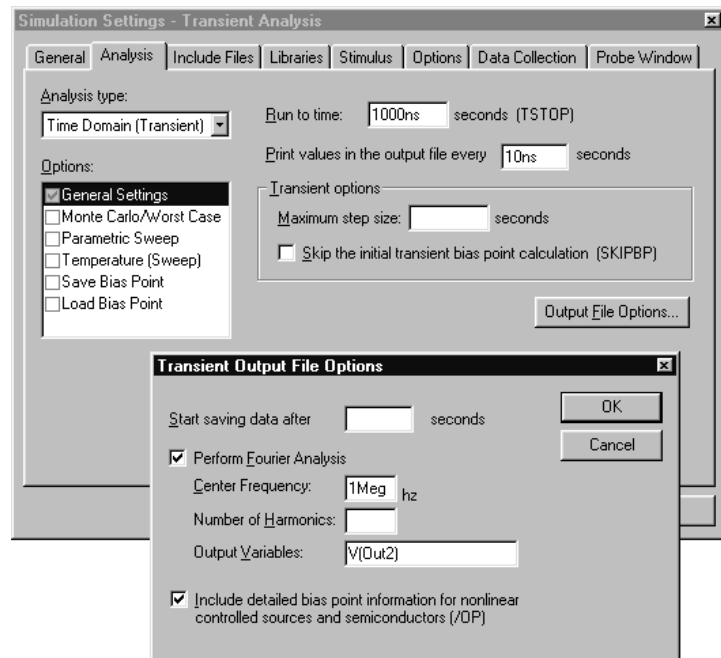 Simulation Settings - Transient Analysis
General Analysis Include Files Libraries Stimulus Options Data Collection Probe Window
Analysis type:
Time Domain (Transient)
Run to time: 1000ns seconds (TSTOP)
Print values in the output file every 10ns seconds
Options:
General Settings
Monte Carlo/Worst Case
Parametric Sweep
Temperature (Sweep)
Save Bias Point
Load Bias Point
Transient options
Maximum step size: seconds
Skip the initial transient bias point calculation (SKIPBP)
Output File Options...
Transient Output File Options
Start saving data after seconds
OK
Cancel
Perform Fourier Analysis
Center Frequency: 1Meg hz
Number of Harmonics:
Output Variables: V(Out2)
Include detailed bias point information for nonlinear
controlled sources and semiconductors (/OP)